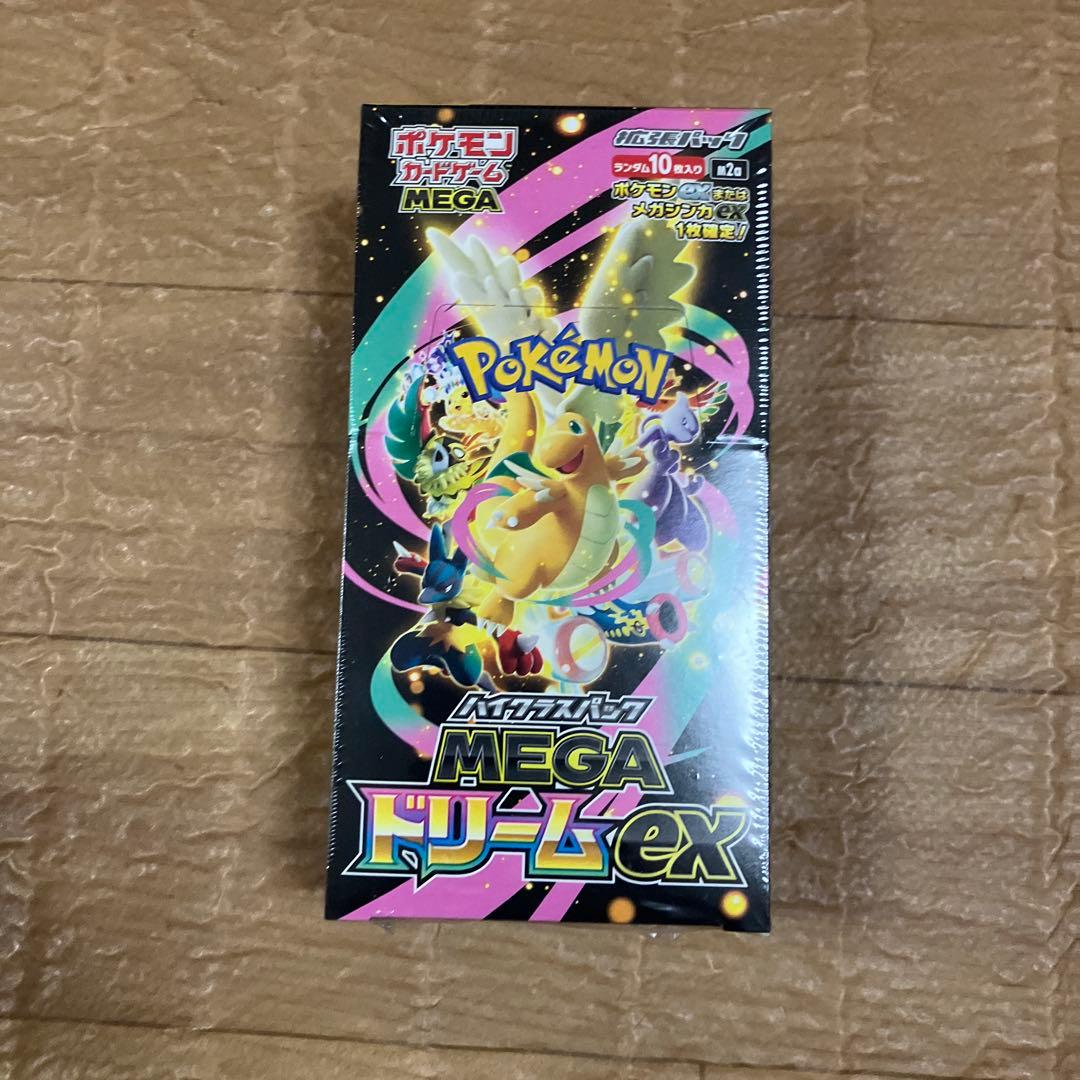 ポケモン
カードゲーム
MEGA
拡張パック
ランダム10枚入り M2a
ポケモンexまたは
メガシンカex
1枚確定!
POKéMON
ハイクラスパック
MEGA
ドリームex